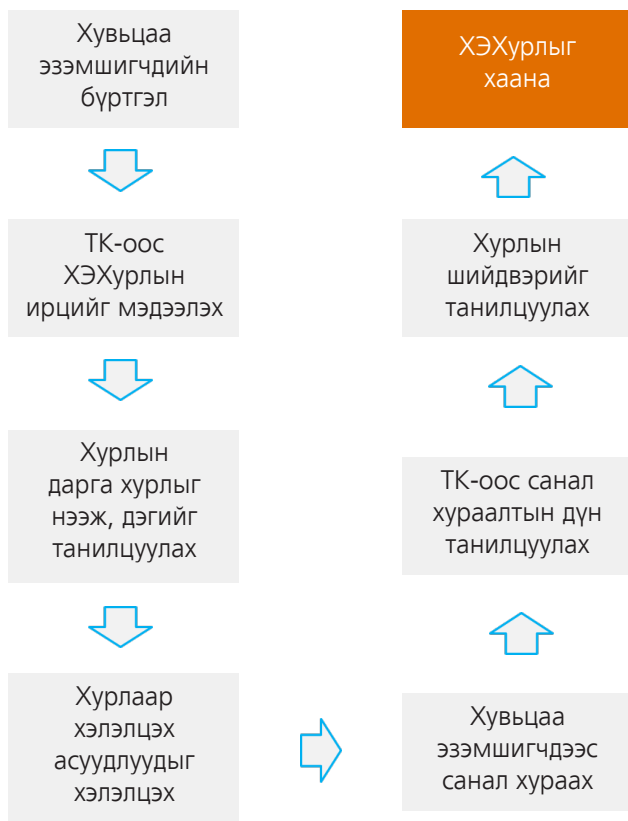 Хувьцаа
эзэмшигчдийн
бүртгэл
ТК-оос
ХЭХурлын
ирцийг мэдээлэх
Хурлын
дарга хурлыг
нээж, дэгийг
танилцуулах
Хурлаар
хэлэлцэх
асуудлуудыг
хэлэлцэх
Хувьцаа
эзэмшигчдээс
санал хураах
ТК-оос санал
хураалтын дүн
танилцуулах
Хурлын
шийдвэрийг
танилцуулах
ХЭХурлыг
хаана